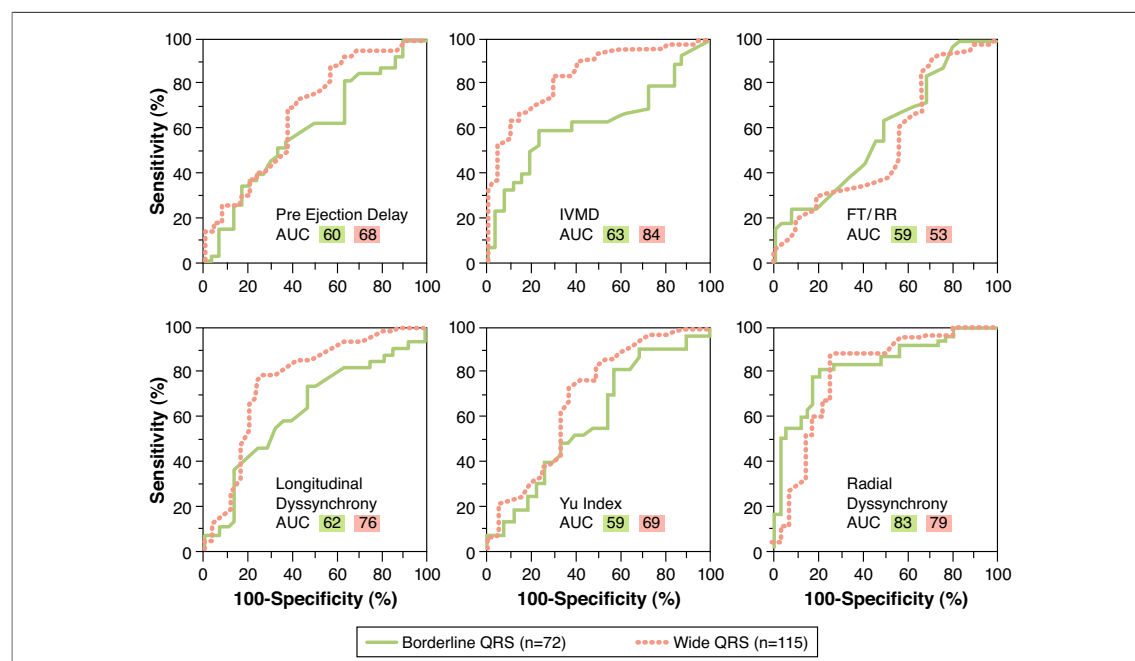 100
80
60
40
20
0
Sensitivity (%)
Pre Ejection Delay
AUC 60 68
0 20 40 60 80 100
100
80
60
40
20
0
IVMD
AUC 63 84
0 20 40 60 80 100
100
80
60
40
20
0
FT/RR
AUC 59 53
0 20 40 60 80 100
100
80
60
40
20
0
Sensitivity (%)
Longitudinal
Dyssynchrony
AUC 62 76
0 20 40 60 80 100
100-Specificity (%)
100
80
60
40
20
0
Yu Index
AUC 59 69
0 20 40 60 80 100
100-Specificity (%)
100
80
60
40
20
0
Radial
Dyssynchrony
AUC 83 79
0 20 40 60 80 100
100-Specificity (%)
Borderline QRS (n=72) Wide QRS (n=115)